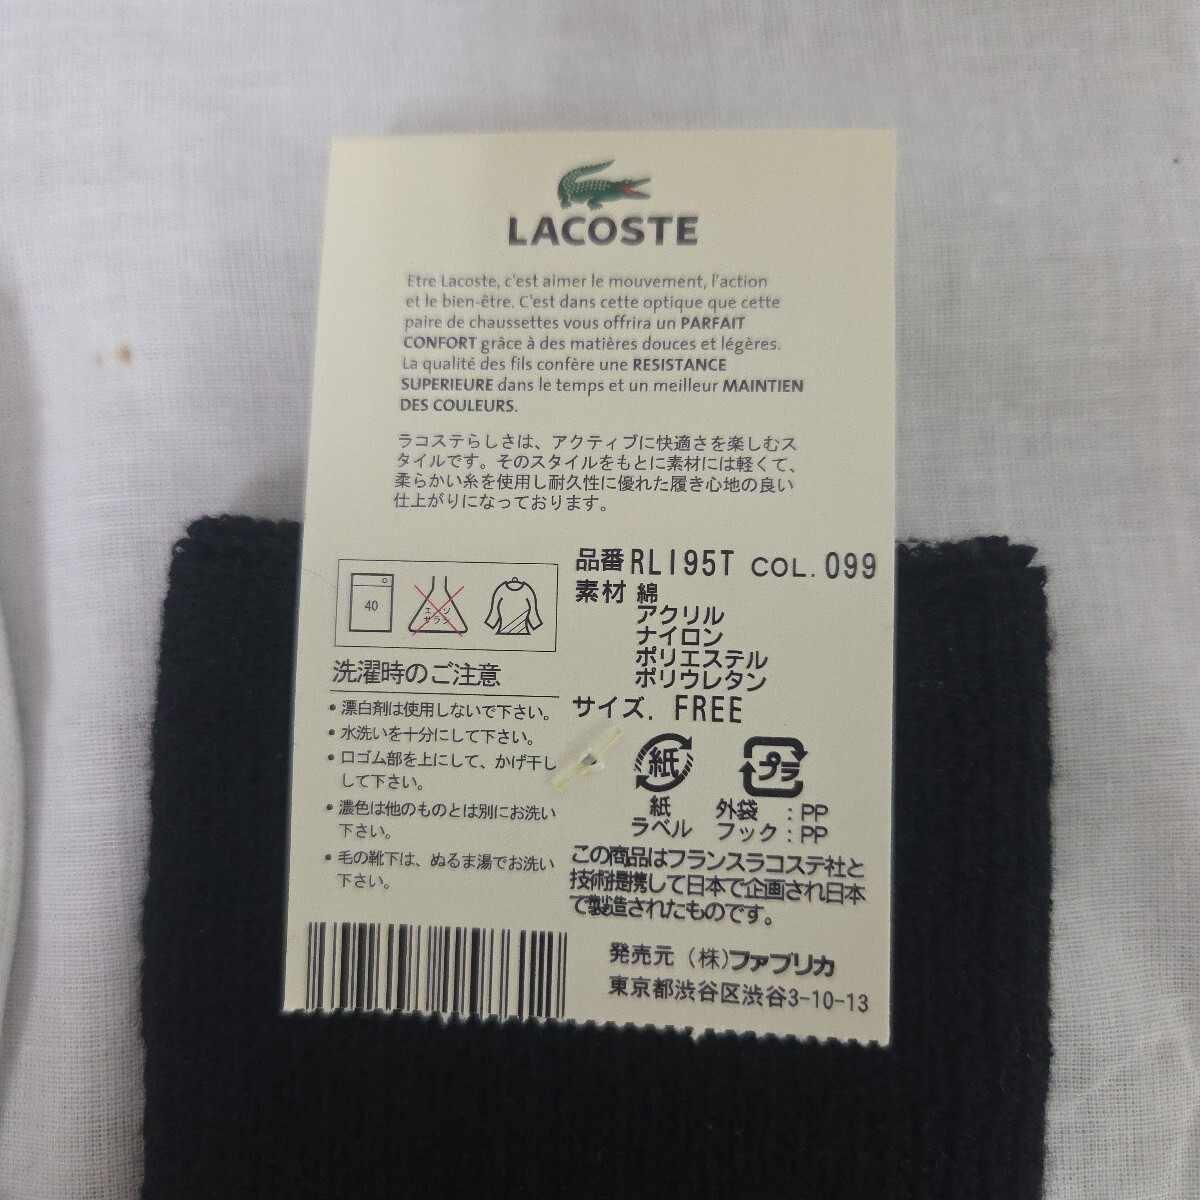 LACOSTE
Etre Lacoste, c'est aimer le mouvement, l'action
et le bien-être. C'est dans cette optique que cette
paire de chaussettes vous offrira un PARFAIT
CONFORT grâce à des matières douces et légères.
La qualité des fils confère une RESISTANCE
SUPERIEURE dans le temps et un meilleur MAINTIEN
DES COULEURS.
ラコステらしさは、アクティブに快適さを楽しむス
タイルです。そのスタイルをもとに素材には軽くて、
柔らかい糸を使用し耐久性に優れた履き心地の良い
仕上がりになっております。
40
エンソ
サラシ
洗濯時のご注意
• 漂白剤は使用しないで下さい。
• 水洗いを十分にして下さい。
• 口ゴム部を上にして、かげ干し
して下さい。
• 濃色は他のものとは別にお洗い
下さい。
• 毛の靴下は、ぬるま湯でお洗い
下さい。
品番 RL195T COL. 099
素材 綿
アクリル
ナイロン
ポリエステル
ポリウレタン
サイズ. FREE
紙 プラ
紙 外袋 : PP
ラベル フック : PP
この商品はフランスラコステ社と
技術提携して日本で企画され日本
で製造されたものです。
発売元 (株)ファブリカ
東京都渋谷区渋谷3-10-13